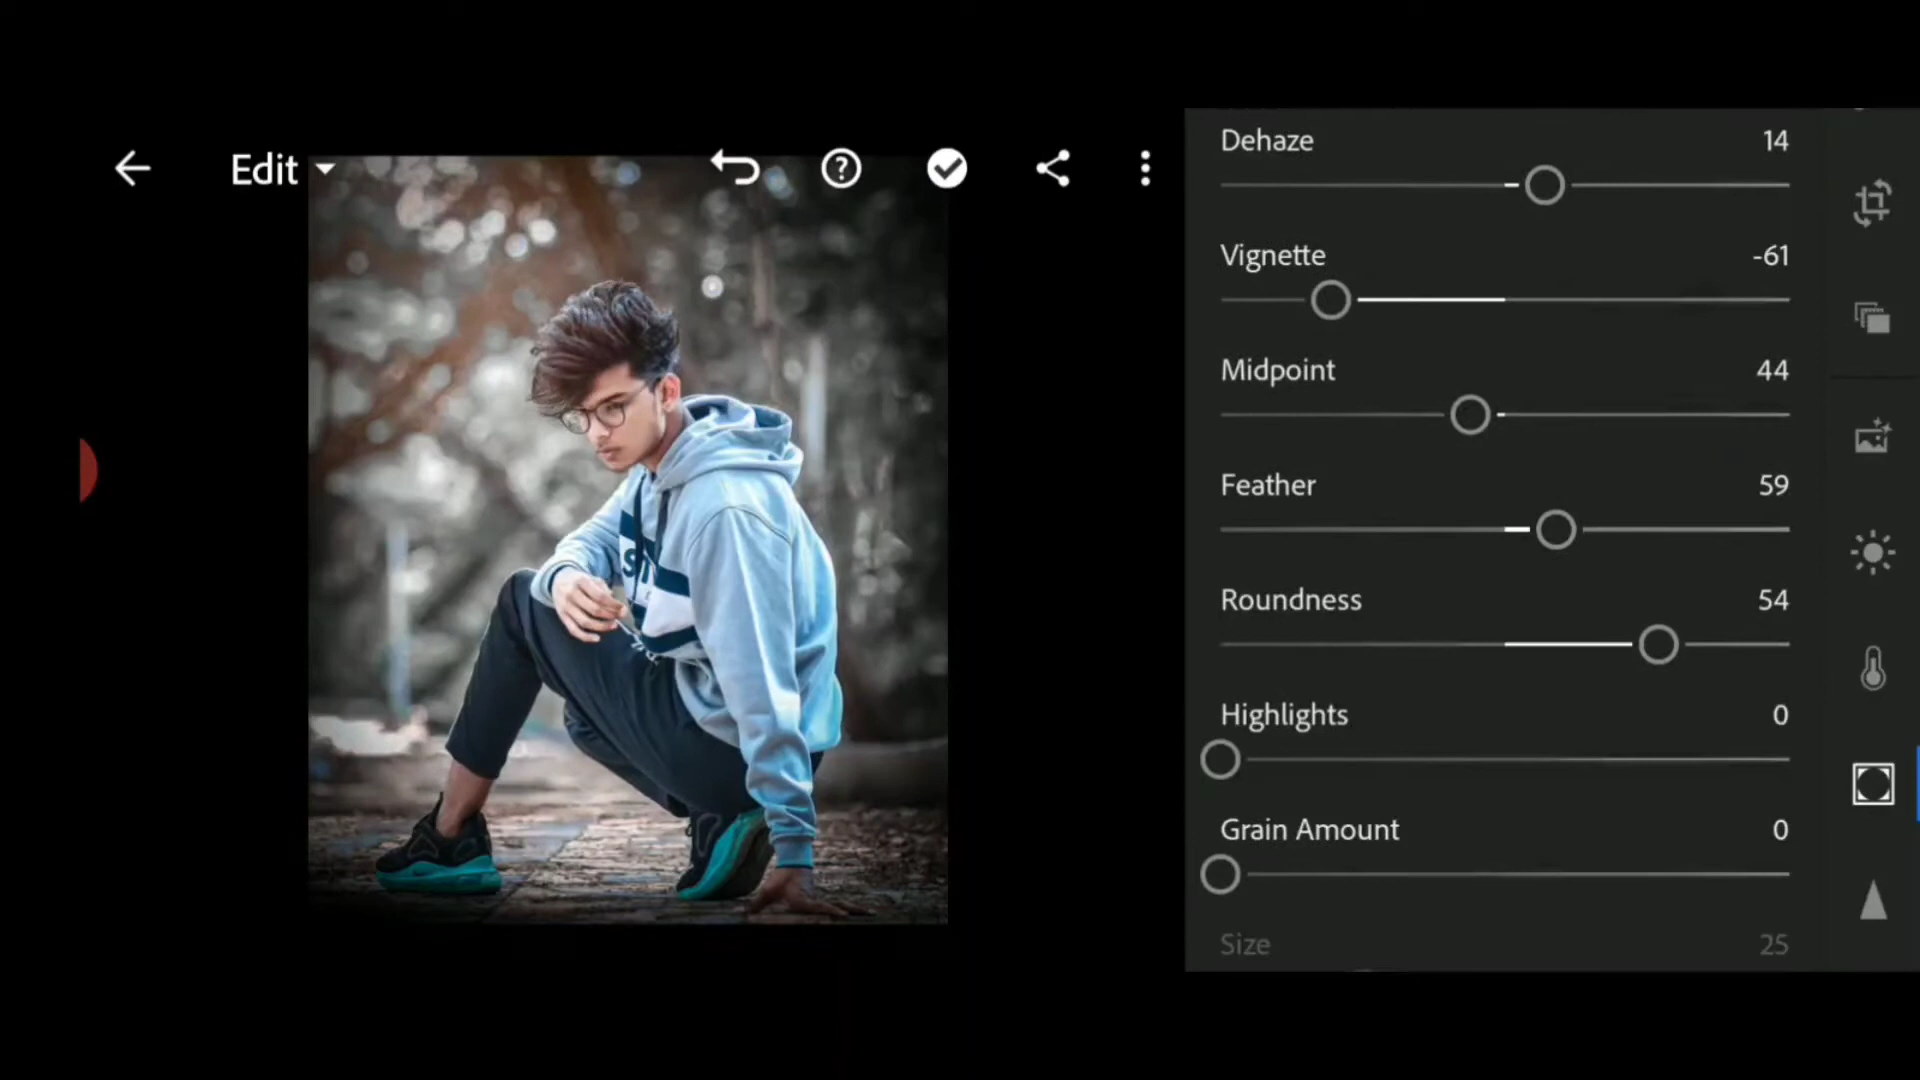 Edit
Dehaze 14
Vignette -61
Midpoint 44
Feather 59
Roundness 54
Highlights 0
Grain Amount 0
Size 25